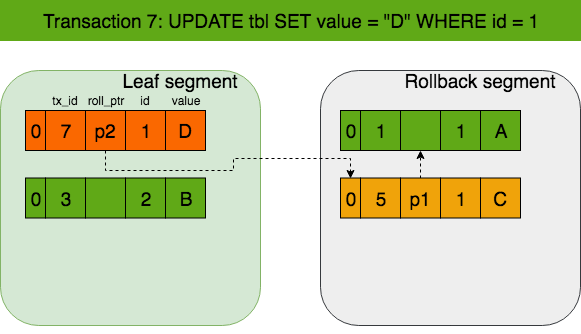 Transaction 7: UPDATE tbl SET value = "D" WHERE id = 1
Leaf segment
tx_id roll_ptr id value
0 7 p2 1 D
0 3 2 B
Rollback segment
0 1 1 A
0 5 p1 1 C